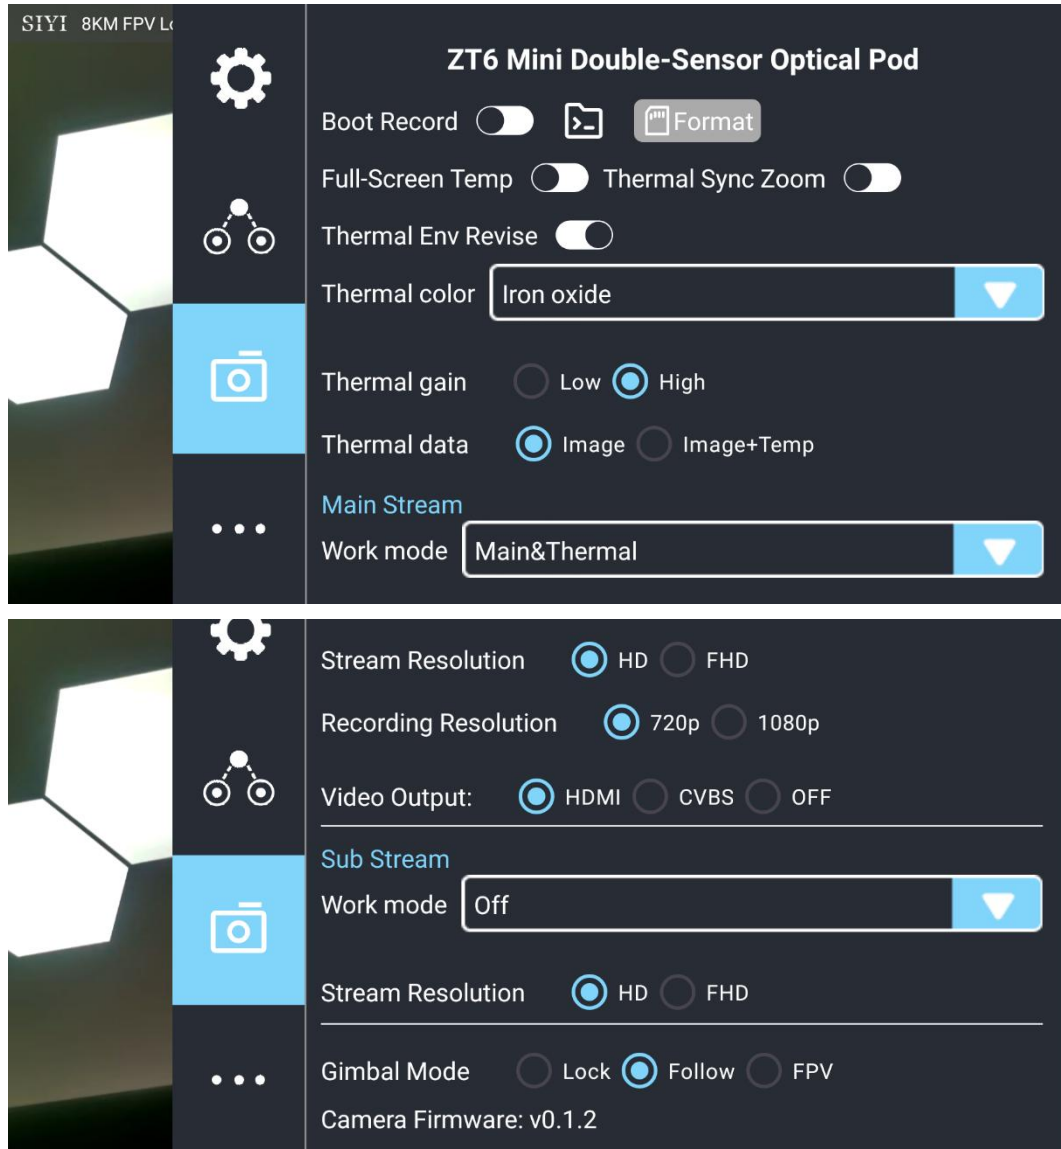 SIYI 8KM FPV Lo
ZT6 Mini Double-Sensor Optical Pod
Boot Record Format
Full-Screen Temp Thermal Sync Zoom
Thermal Env Revise
Thermal color Iron oxide
Thermal gain Low High
Thermal data Image Image+Temp
Main Stream
Work mode Main&Thermal
Stream Resolution HD FHD
Recording Resolution 720p 1080p
Video Output: HDMI CVBS OFF
Sub Stream
Work mode Off
Stream Resolution HD FHD
Gimbal Mode Lock Follow FPV
Camera Firmware: v0.1.2